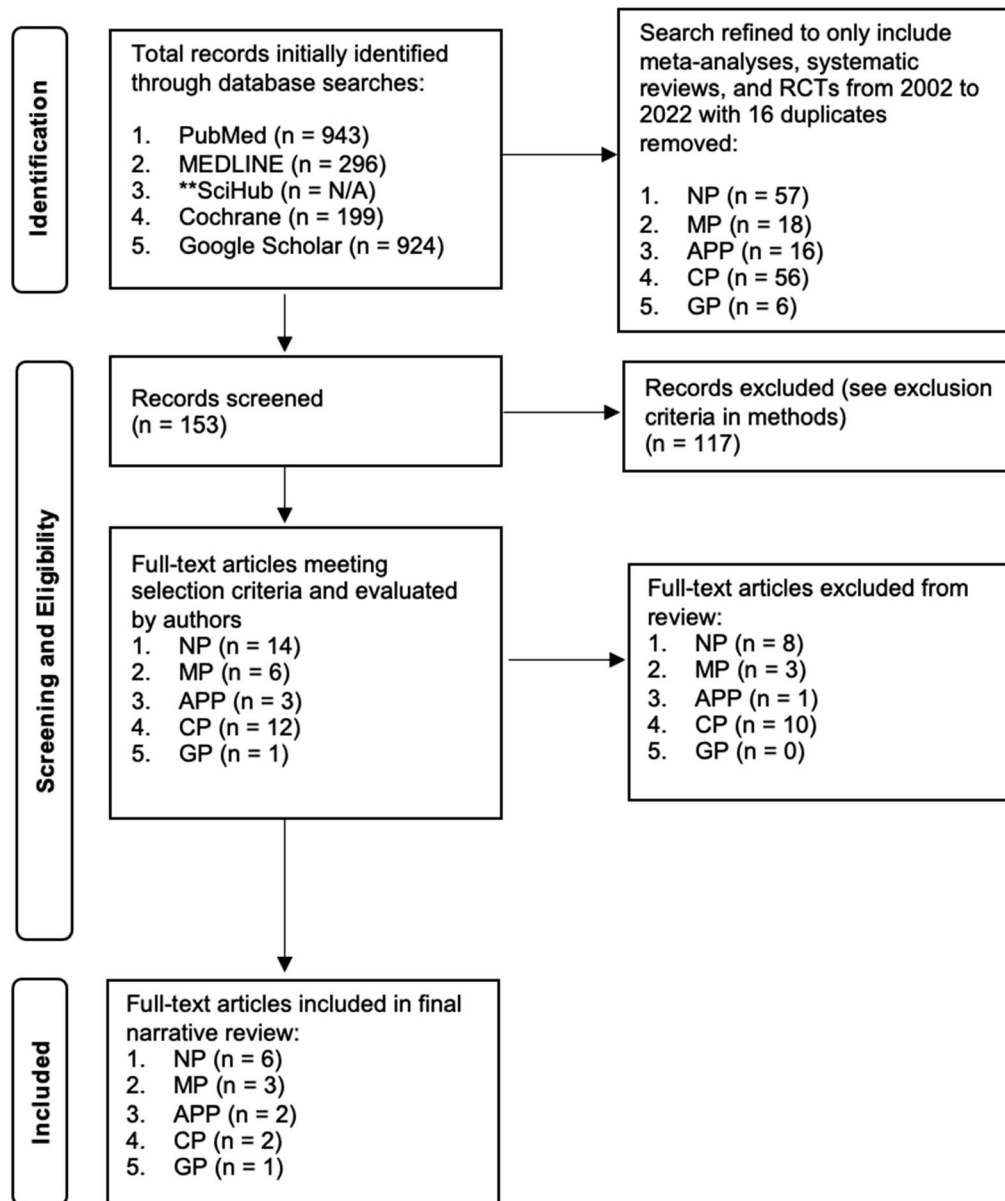 Identification
Total records initially identified
through database searches:
1. PubMed (n = 943)
2. MEDLINE (n = 296)
3. **SciHub (n = N/A)
4. Cochrane (n = 199)
5. Google Scholar (n = 924)
Search refined to only include
meta-analyses, systematic
reviews, and RCTs from 2002 to
2022 with 16 duplicates
removed:
1. NP (n = 57)
2. MP (n = 18)
3. APP (n = 16)
4. CP (n = 56)
5. GP (n = 6)
Screening and Eligibility
Records screened
(n = 153)
Records excluded (see exclusion
criteria in methods)
(n = 117)
Full-text articles meeting
selection criteria and evaluated
by authors
1. NP (n = 14)
2. MP (n = 6)
3. APP (n = 3)
4. CP (n = 12)
5. GP (n = 1)
Full-text articles excluded from
review:
1. NP (n = 8)
2. MP (n = 3)
3. APP (n = 1)
4. CP (n = 10)
5. GP (n = 0)
Included
Full-text articles included in final
narrative review:
1. NP (n = 6)
2. MP (n = 3)
3. APP (n = 2)
4. CP (n = 2)
5. GP (n = 1)